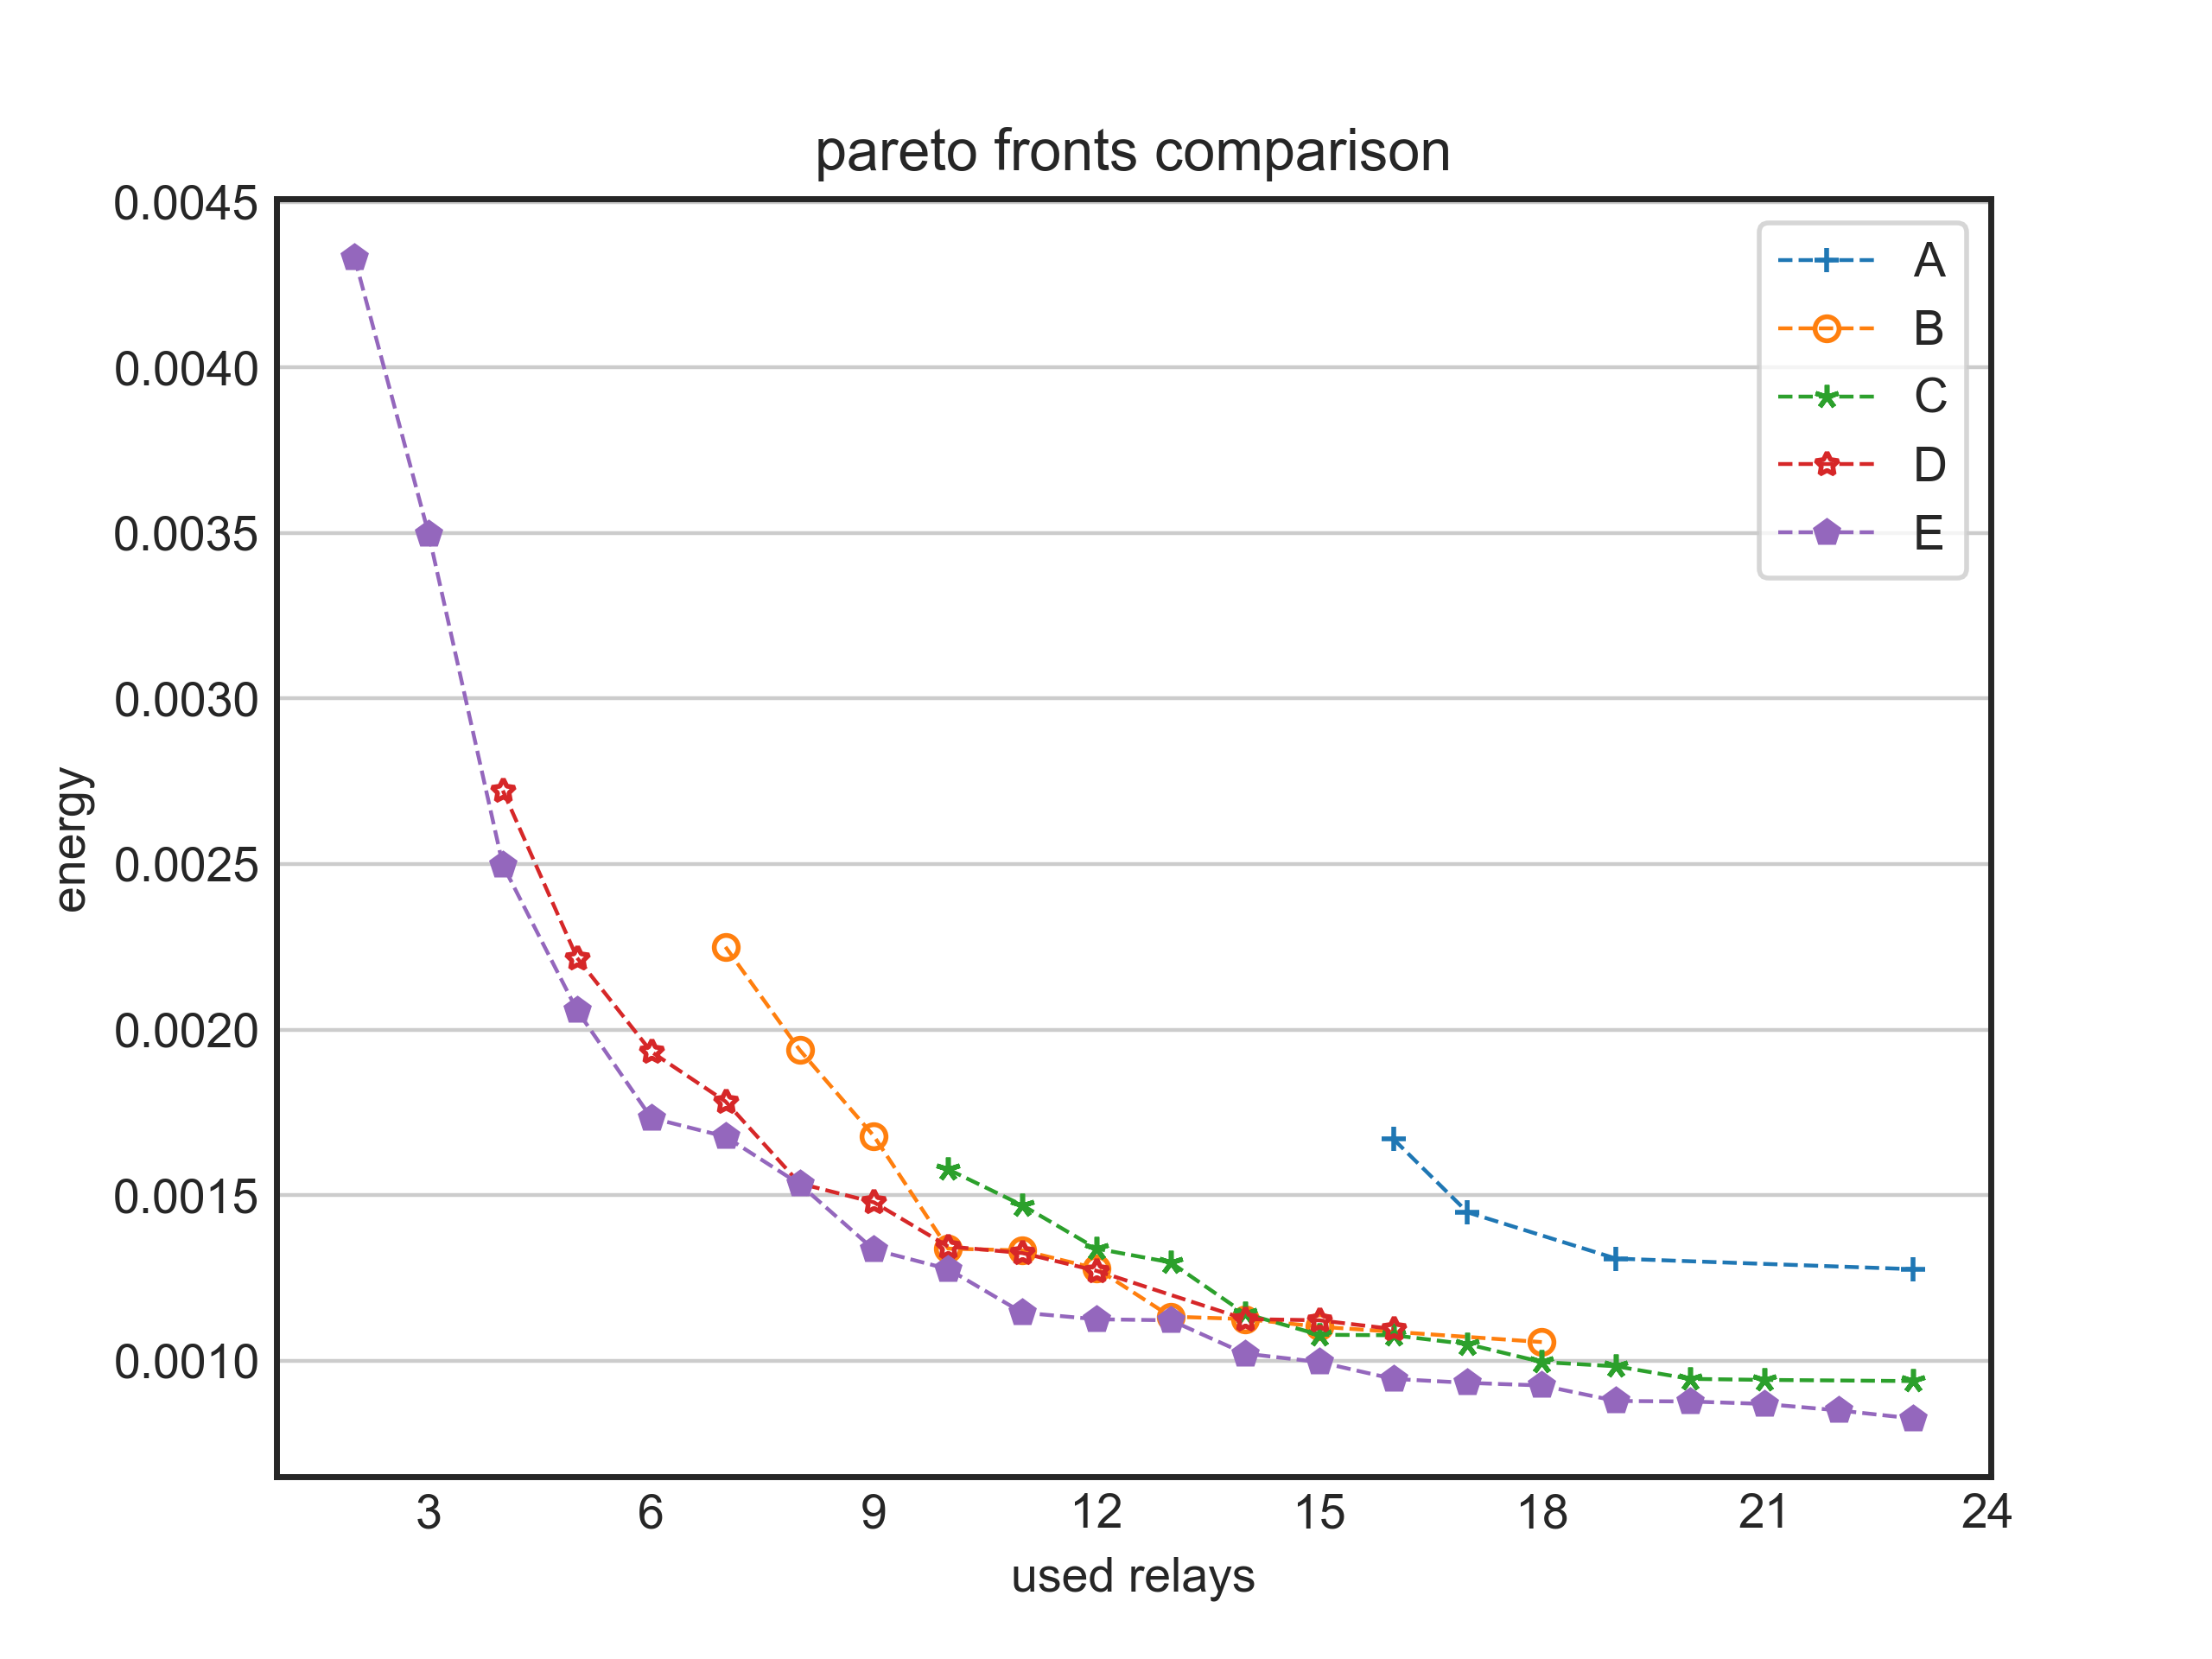 pareto fronts comparison
0.0045
0.0040
0.0035
0.0030
0.0025
0.0020
0.0015
0.0010
energy
A
B
C
D
E
3 6 9 12 15 18 21 24
used relays